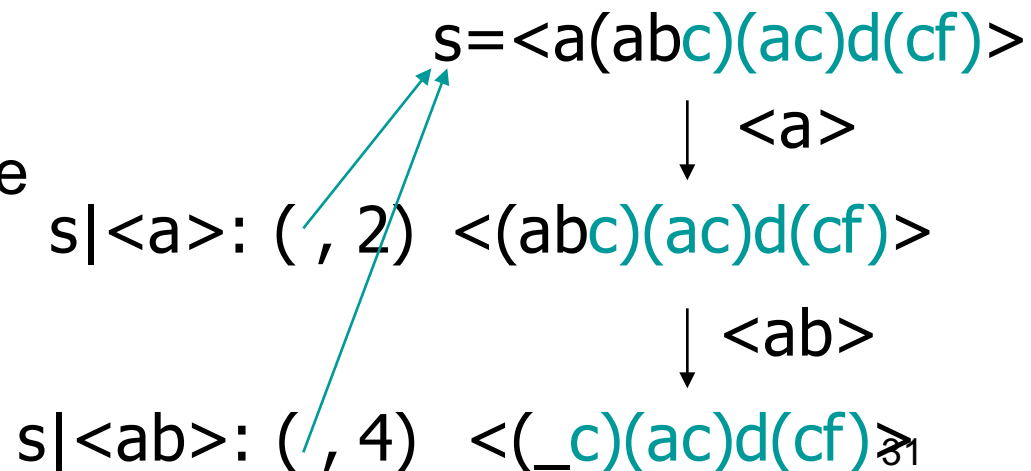 s=<a(abc)(ac)d(cf)>
<a>
e
s|<a>: ( , 2) <(abc)(ac)d(cf)>
<ab>
s|<ab>: ( , 4) <(_c)(ac)d(cf)>
31